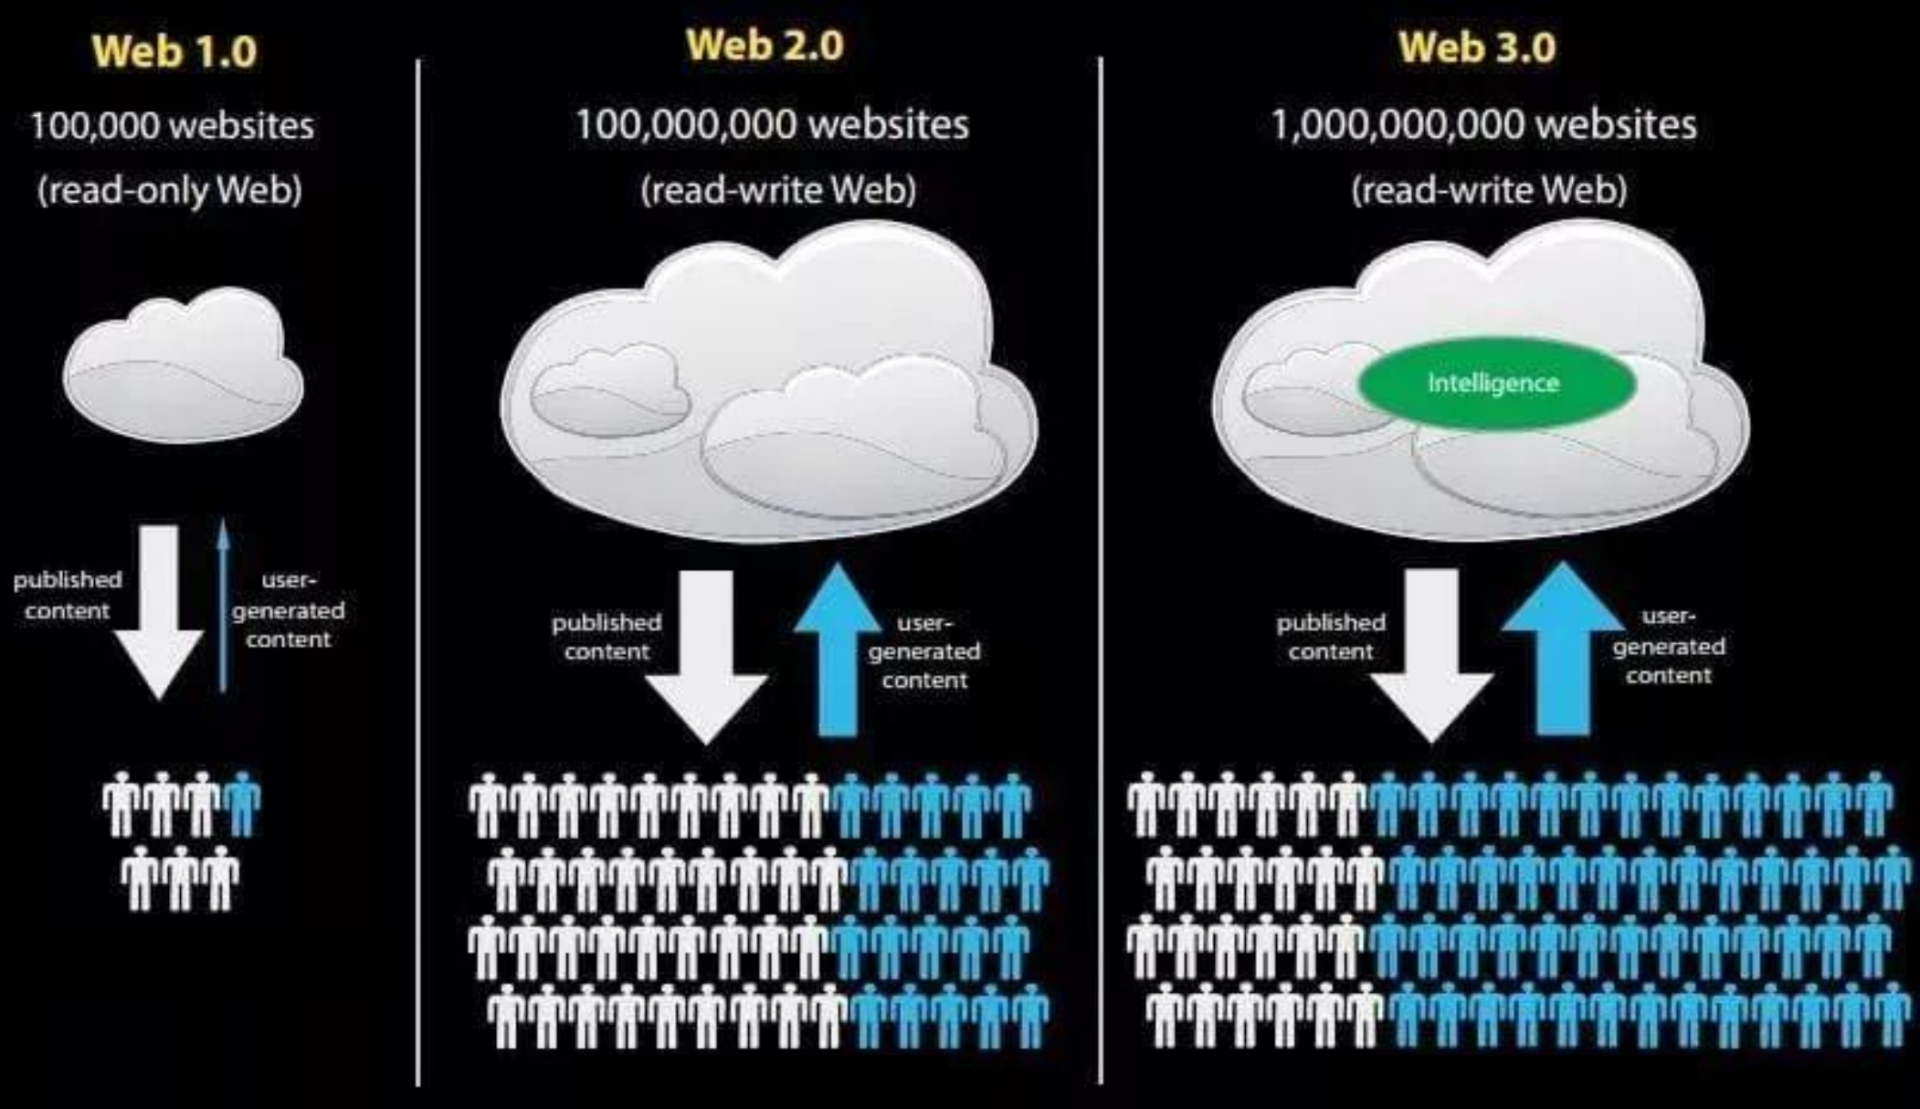 Web 1.0
100,000 websites
(read-only Web)
published
content
user-
generated
content
Web 2.0
100,000,000 websites
(read-write Web)
published
content
user-
generated
content
Web 3.0
1,000,000,000 websites
(read-write Web)
Intelligence
published
content
user-
generated
content